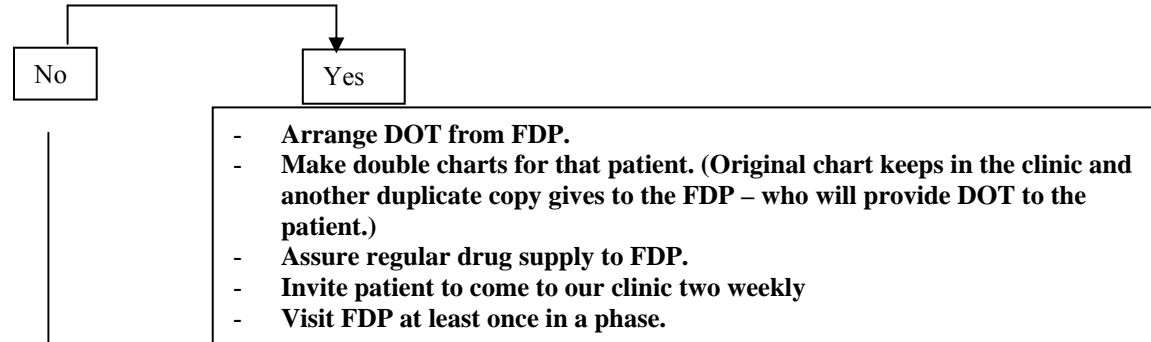 No
Yes
- Arrange DOT from FDP.
- Make double charts for that patient. (Original chart keeps in the clinic and
another duplicate copy gives to the FDP – who will provide DOT to the
patient.)
- Assure regular drug supply to FDP.
- Invite patient to come to our clinic two weekly
- Visit FDP at least once in a phase.